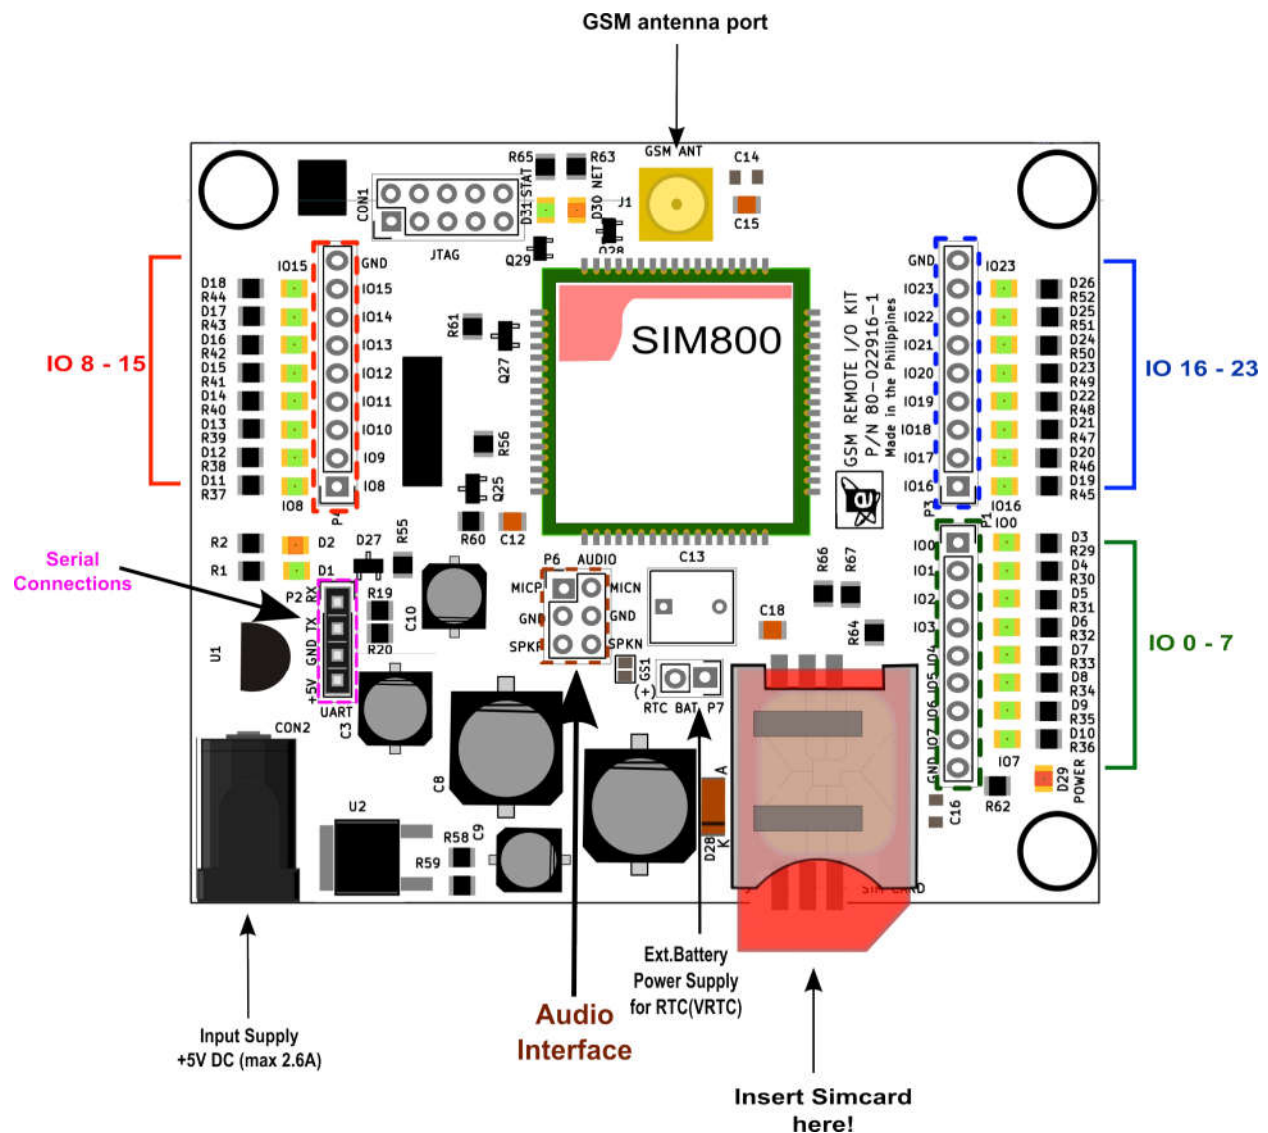 GSM antenna port
R65
R63
GSM ANT
C14
CON1
D31 STAT
D30 NET
J1
C15
JTAG
Q29
GND
IO15
IO15
IO14
IO13
IO12
IO11
IO10
IO9
IO8
IO8
P4
D18
R44
D17
R43
D16
R42
D15
R41
D14
R40
D13
R39
D12
R38
D11
R37
IO 8 - 15
R61
Q27
R56
Q25
R60
C12
SIM800
GSM REMOTE I/O KIT
P/N 80-022916-1
Made in the Philippines
e
GND
IO23
IO23
IO22
IO21
IO20
IO19
IO18
IO17
IO16
IO16
P3
D26
R52
D25
R51
D24
R50
D23
R49
D22
R48
D21
R47
D20
R46
D19
R45
IO 16 - 23
P1
IO0
IO0
IO1
IO2
IO3
IO4
IO5
IO6
IO7
GND
IO7
D3
R29
D4
R30
D5
R31
D6
R32
D7
R33
D8
R34
D9
R35
D10
R36
IO 0 - 7
R62
D29
POWER
C16
R2
D2
R1
D1
D27
R55
Serial
Connections
P2
RX
TX
GND
+5V
UART
R19
R20
C10
U1
C3
CON2
P6
AUDIO
MICP
MICN
GND
GND
SPKP
SPKN
C13
R66
R67
C18
R64
GS1
(+)
RTC BAT
P7
C8
C9
U2
R58
R59
A
D28
K
SIM CARD
Input Supply
+5V DC (max 2.6A)
Audio
Interface
Ext.Battery
Power Supply
for RTC(VRTC)
Insert Simcard
here!